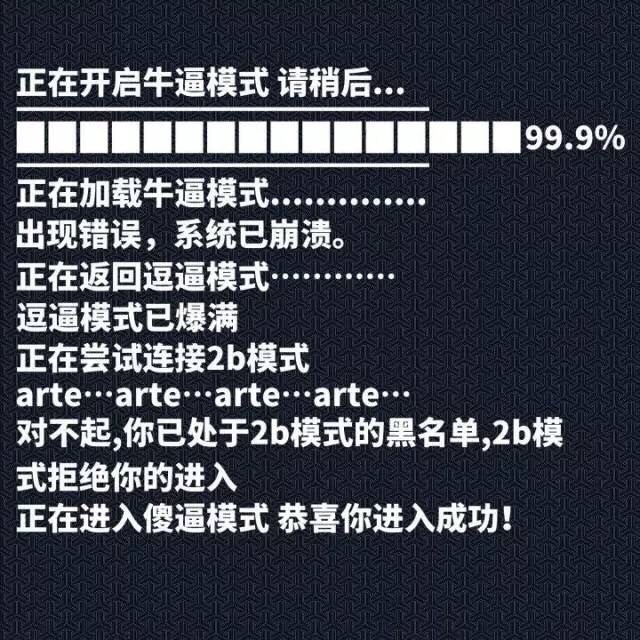 正在开启牛逼模式 请稍后...
■■■■■■■■■■■■■■■■99.9%
正在加载牛逼模式..............
出现错误，系统已崩溃。
正在返回逗逼模式…………
逗逼模式已爆满
正在尝试连接2b模式
arte…arte…arte…arte…
对不起,你已处于2b模式的黑名单,2b模
式拒绝你的进入
正在进入傻逼模式 恭喜你进入成功！